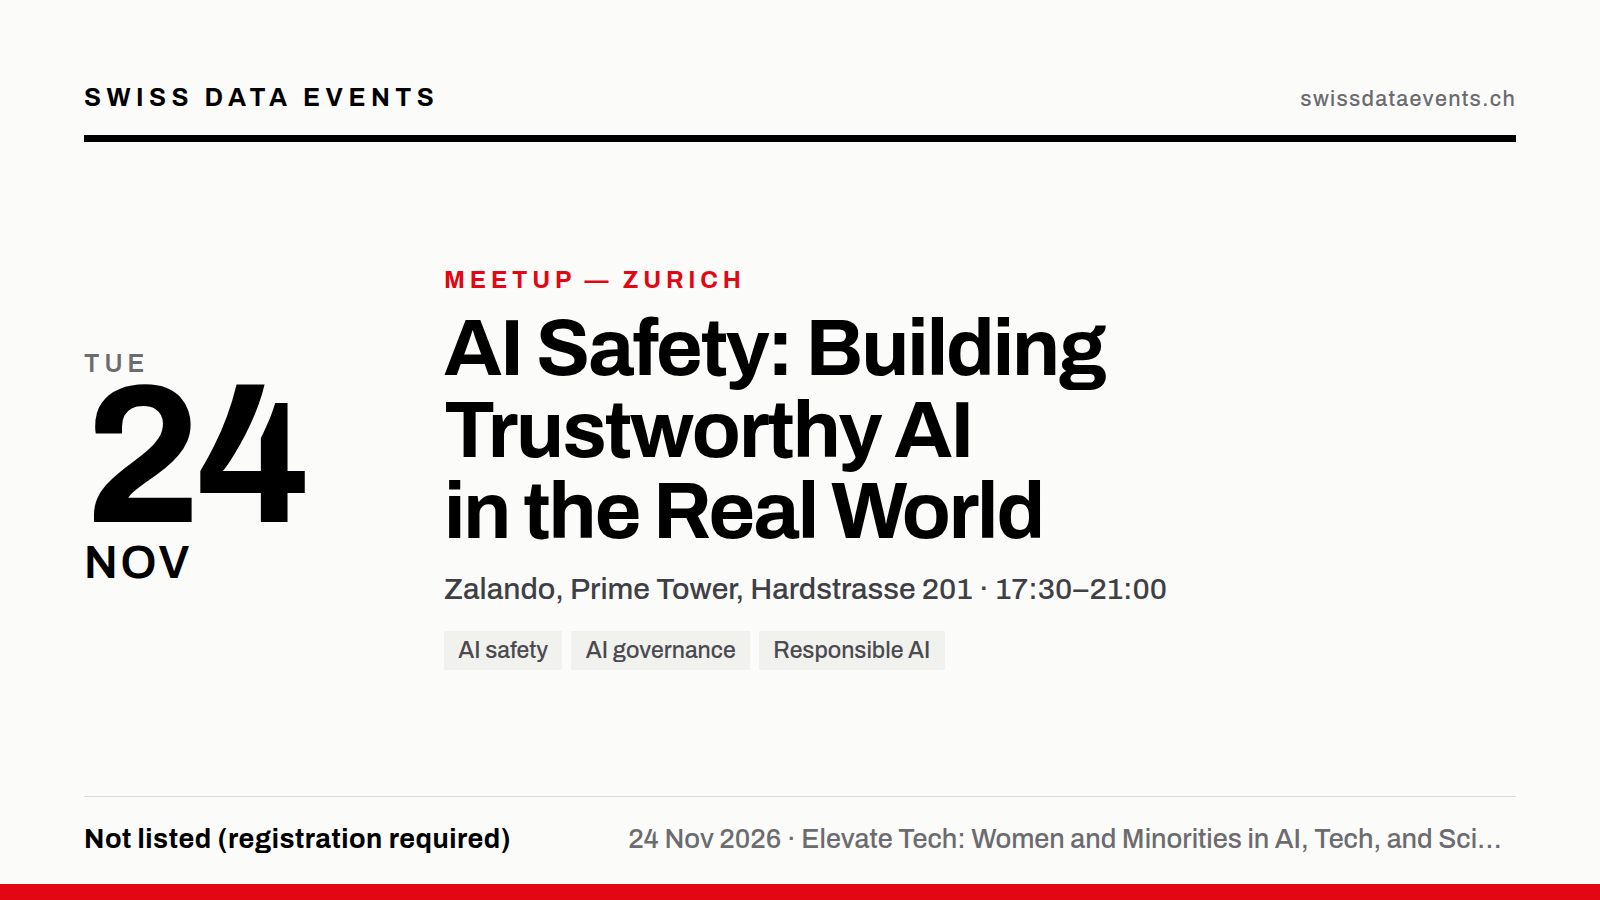 SWISS DATA EVENTS
swissdataevents.ch
TUE
24
NOV
MEETUP — ZURICH
AI Safety: Building
Trustworthy AI
in the Real World
Zalando, Prime Tower, Hardstrasse 201 · 17:30–21:00
AI safety
AI governance
Responsible AI
Not listed (registration required)
24 Nov 2026 · Elevate Tech: Women and Minorities in AI, Tech, and Sci…